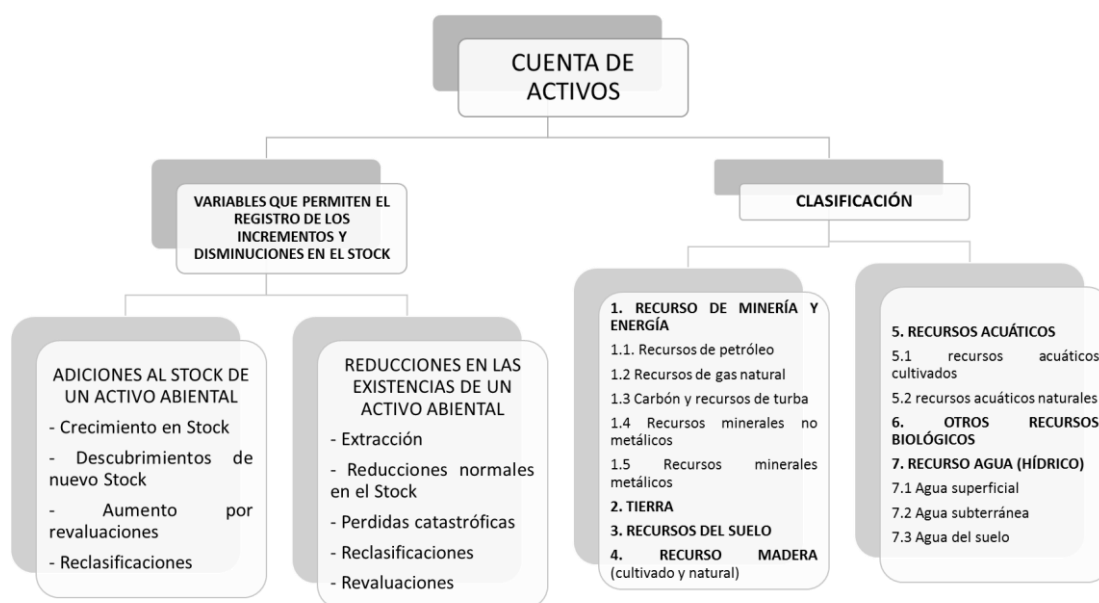 CUENTA DE
ACTIVOS
VARIABLES QUE PERMITEN EL
REGISTRO DE LOS
INCREMENTOS Y
DISMINUCIONES EN EL STOCK
ADICIONES AL STOCK DE
UN ACTIVO ABIENTAL
- Crecimiento en Stock
- Descubrimientos de
nuevo Stock
- Aumento por
revaluaciones
- Reclasificaciones
REDUCCIONES EN LAS
EXISTENCIAS DE UN
ACTIVO ABIENTAL
- Extracción
- Reducciones normales
en el Stock
- Perdidas catastróficas
- Reclasificaciones
- Revaluaciones
CLASIFICACIÓN
1. RECURSO DE MINERÍA Y
ENERGÍA
1.1. Recursos de petróleo
1.2 Recursos de gas natural
1.3 Carbón y recursos de turba
1.4 Recursos minerales no
metálicos
1.5 Recursos minerales
metálicos
2. TIERRA
3. RECURSOS DEL SUELO
4. RECURSO MADERA
(cultivado y natural)
5. RECURSOS ACUÁTICOS
5.1 recursos acuáticos
cultivados
5.2 recursos acuáticos naturales
6. OTROS RECURSOS
BIOLÓGICOS
7. RECURSO AGUA (HÍDRICO)
7.1 Agua superficial
7.2 Agua subterránea
7.3 Agua del suelo